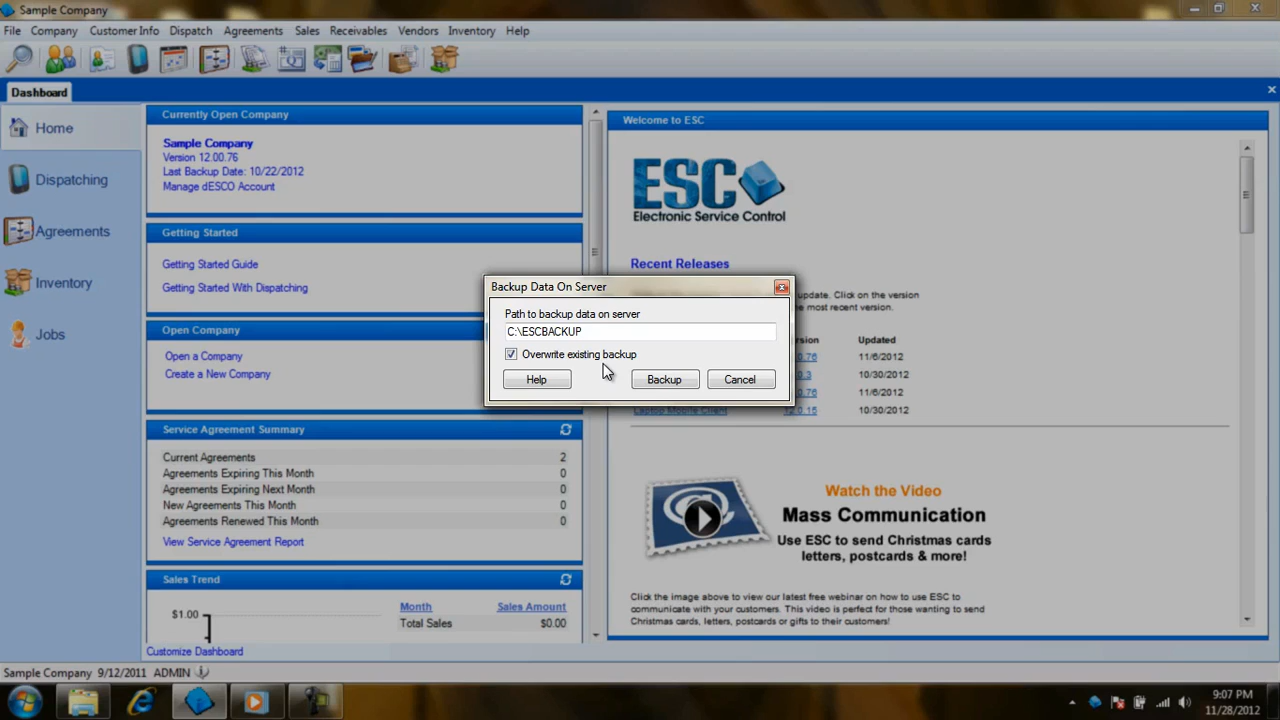 Sample Company
File Company Customer Info Dispatch Agreements Sales Receivables Vendors Inventory Help
Dashboard
Home
Dispatching
Agreements
Inventory
Jobs
Currently Open Company
Sample Company
Version 12.00.76
Last Backup Date: 10/22/2012
Manage dESCO Account
Getting Started
Getting Started Guide
Getting Started With Dispatching
Open Company
Open a Company
Create a New Company
Service Agreement Summary
Current Agreements 2
Agreements Expiring This Month 0
Agreements Expiring Next Month 0
New Agreements This Month 0
Agreements Renewed This Month 0
View Service Agreement Report
Sales Trend
$1.00
Month Sales Amount
Total Sales $0.00
Customize Dashboard
Backup Data On Server
Path to backup data on server
C:\ESCBACKUP
Overwrite existing backup
Help Backup Cancel
Welcome to ESC
ESC
Electronic Service Control
Recent Releases
update. Click on the version
most recent version.
Updated
11/6/2012
10/30/2012
11/6/2012
Laptop Mobile Client 12.0.15 10/30/2012
Watch the Video
Mass Communication
Use ESC to send Christmas cards
letters, postcards & more!
Click the image above to view our latest free webinar on how to use ESC to
communicate with your customers. This video is perfect for those wanting to send
Christmas cards, letters, postcards or gifts to their customers!
Sample Company 9/12/2011 ADMIN
9:07 PM
11/28/2012